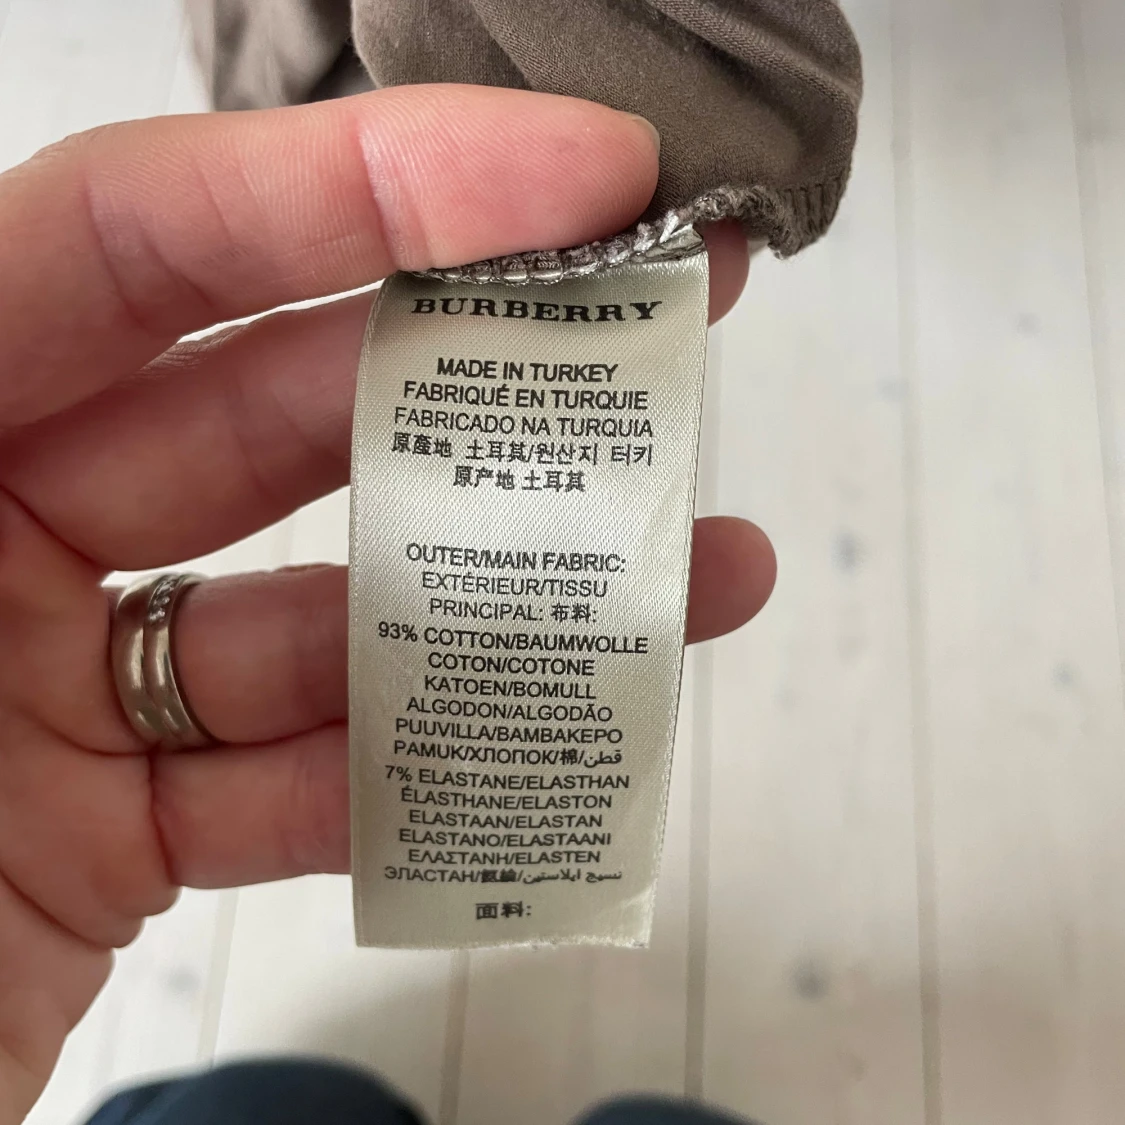 BURBERRY
MADE IN TURKEY
FABRIQUÉ EN TURQUIE
FABRICADO NA TURQUIA
原產地 土耳其/원산지 터키
原产地 土耳其
OUTER/MAIN FABRIC:
EXTÉRIEUR/TISSU
PRINCIPAL: 布料:
93% COTTON/BAUMWOLLE
COTON/COTONE
KATOEN/BOMULL
ALGODON/ALGODÃO
PUUVILLA/ΒΑΜΒΑΚΕΡΟ
PAMUK/ХЛОПОК/棉/قطن
7% ELASTANE/ELASTHAN
ÉLASTHANE/ELASTON
ELASTAAN/ELASTAN
ELASTANO/ELASTAANI
ΕΛΑΣΤΑΝΗ/ELASTEN
ЭЛАСТАН/氨綸/نسيج ايلاستين
面料: